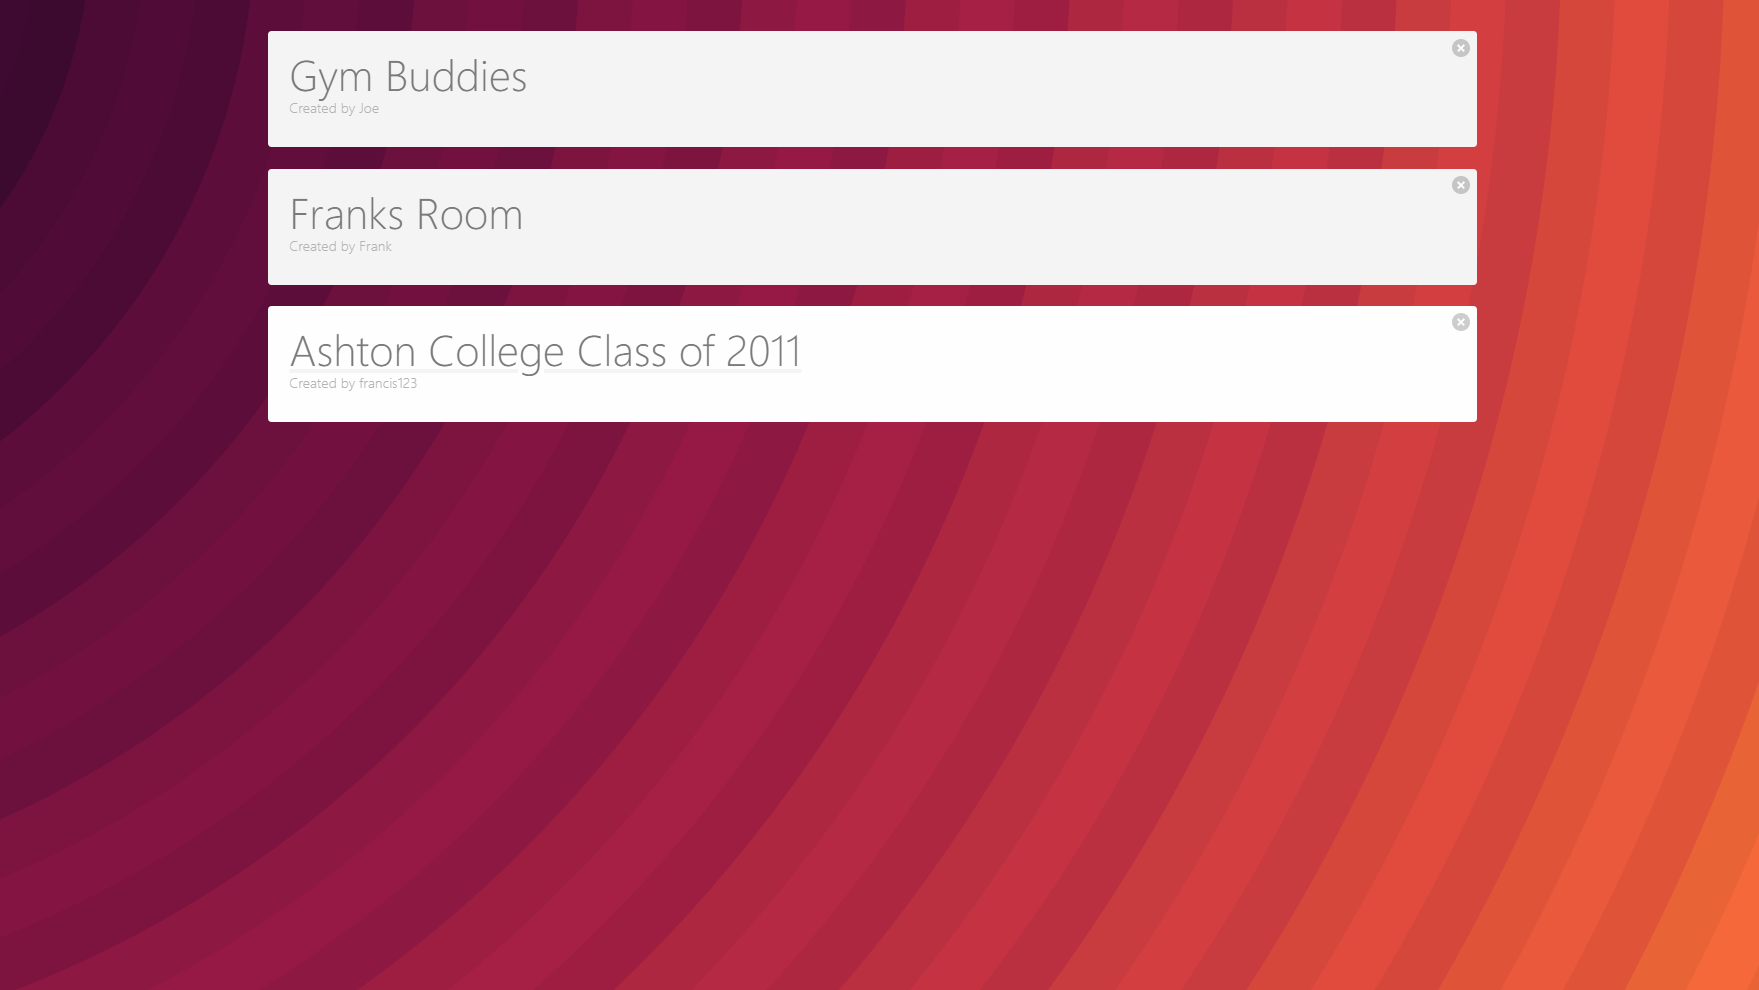 Gym Buddies
Created by Joe
Franks Room
Created by Frank
Ashton College Class of 2011
Created by francis123